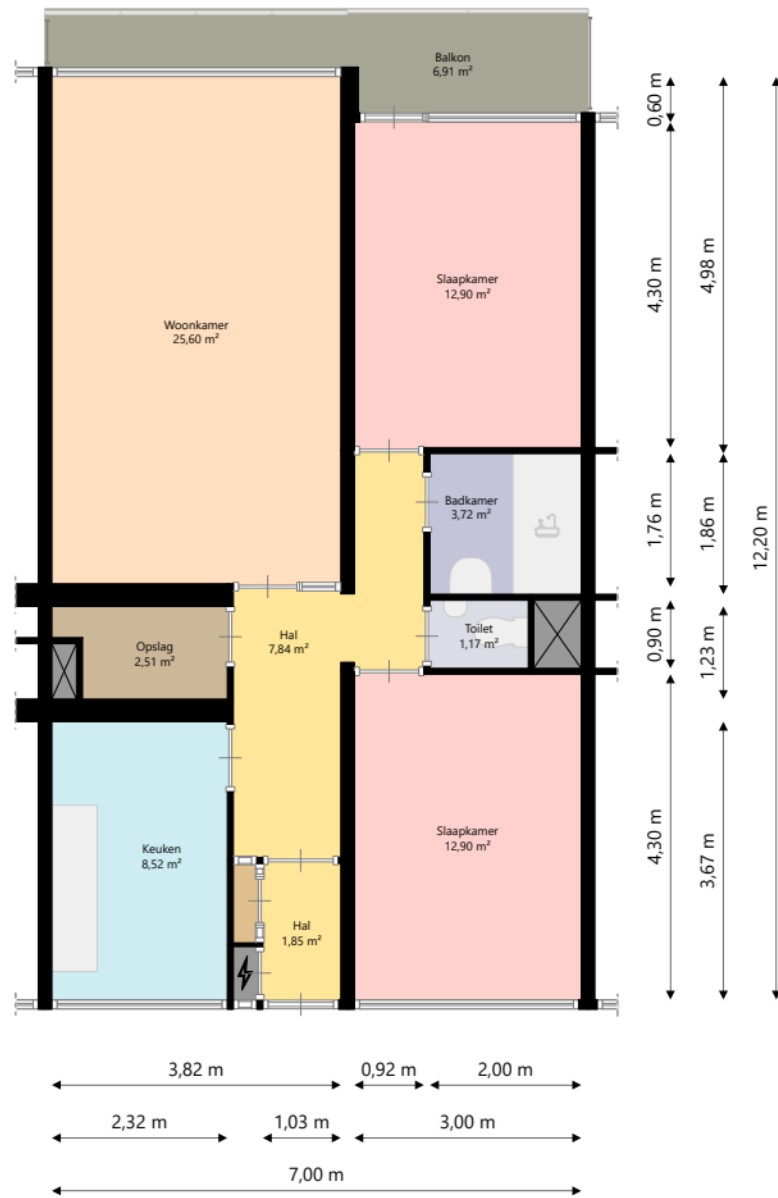 Balkon
6,91 m²
0,60 m
Slaapkamer
12,90 m²
4,30 m
4,98 m
Woonkamer
25,60 m²
12,20 m
Badkamer
3,72 m²
1,76 m
1,86 m
Hal
7,84 m²
Toilet
1,17 m²
0,90 m
1,23 m
Opslag
2,51 m²
Slaapkamer
12,90 m²
4,30 m
3,67 m
Keuken
8,52 m²
Hal
1,85 m²
3,82 m
0,92 m
2,00 m
2,32 m
1,03 m
3,00 m
7,00 m